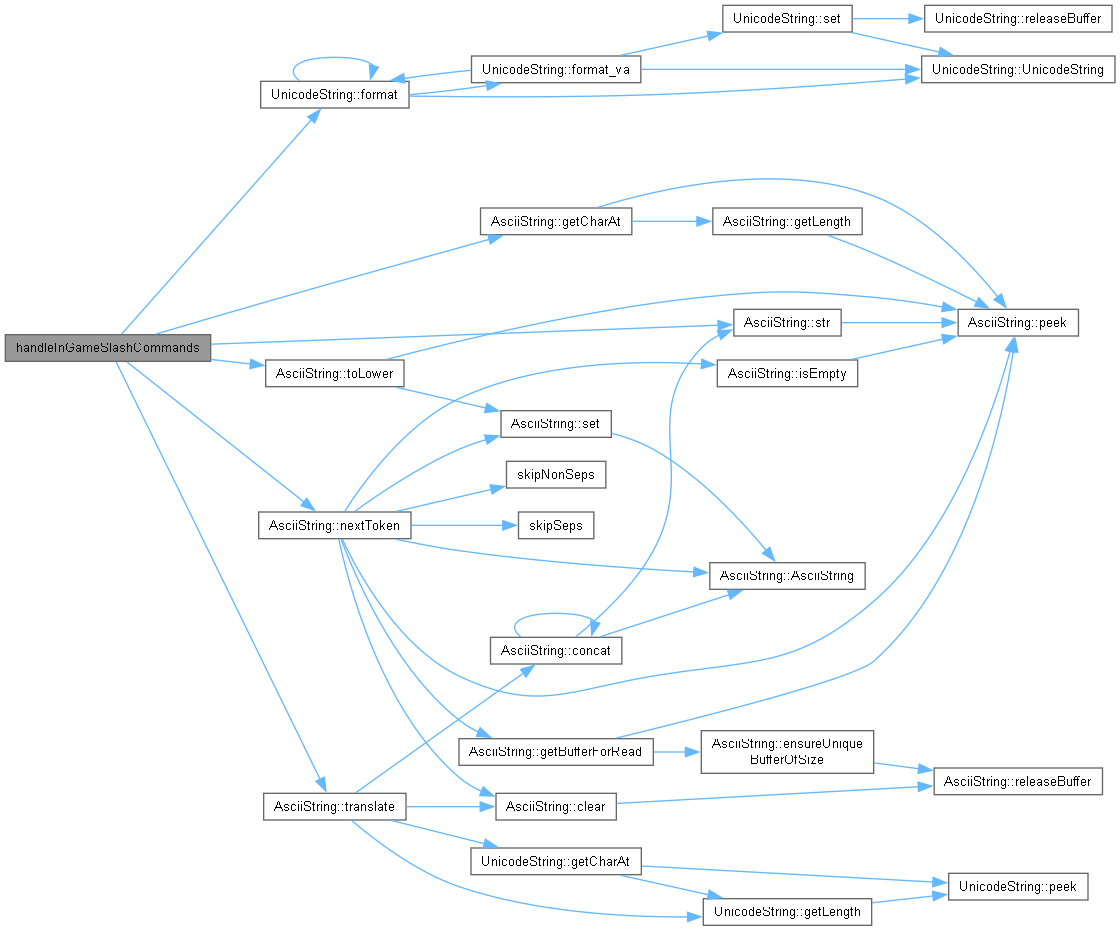 UnicodeString::set
UnicodeString::releaseBuffer
UnicodeString::format_va
UnicodeString::UnicodeString
UnicodeString::format
AsciiString::getCharAt
AsciiString::getLength
AsciiString::str
AsciiString::peek
handleInGameSlashCommands
AsciiString::toLower
AsciiString::isEmpty
AsciiString::set
skipNonSeps
AsciiString::nextToken
skipSeps
AsciiString::AsciiString
AsciiString::concat
AsciiString::getBufferForRead
AsciiString::ensureUnique
BufferOfSize
AsciiString::releaseBuffer
AsciiString::translate
AsciiString::clear
UnicodeString::getCharAt
UnicodeString::peek
UnicodeString::getLength